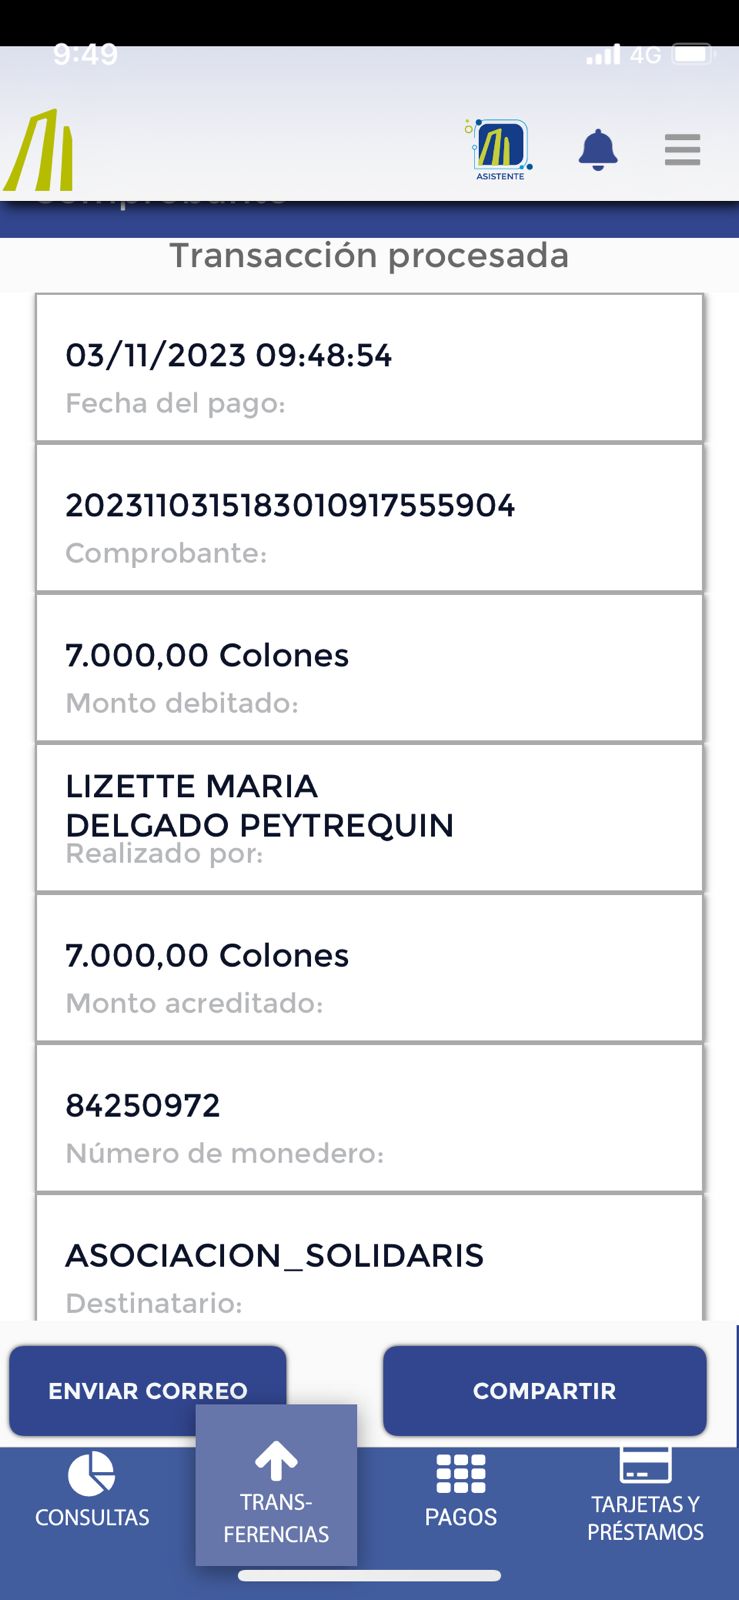 9:49
4G
ASISTENTE
Comprobante
Transacción procesada
03/11/2023 09:48:54
Fecha del pago:
2023110315183010917555904
Comprobante:
7.000,00 Colones
Monto debitado:
LIZETTE MARIA
DELGADO PEYTREQUIN
Realizado por:
7.000,00 Colones
Monto acreditado:
84250972
Número de monedero:
ASOCIACION_SOLIDARIS
Destinatario:
ENVIAR CORREO
COMPARTIR
CONSULTAS
TRANS-
FERENCIAS
PAGOS
TARJETAS Y
PRÉSTAMOS